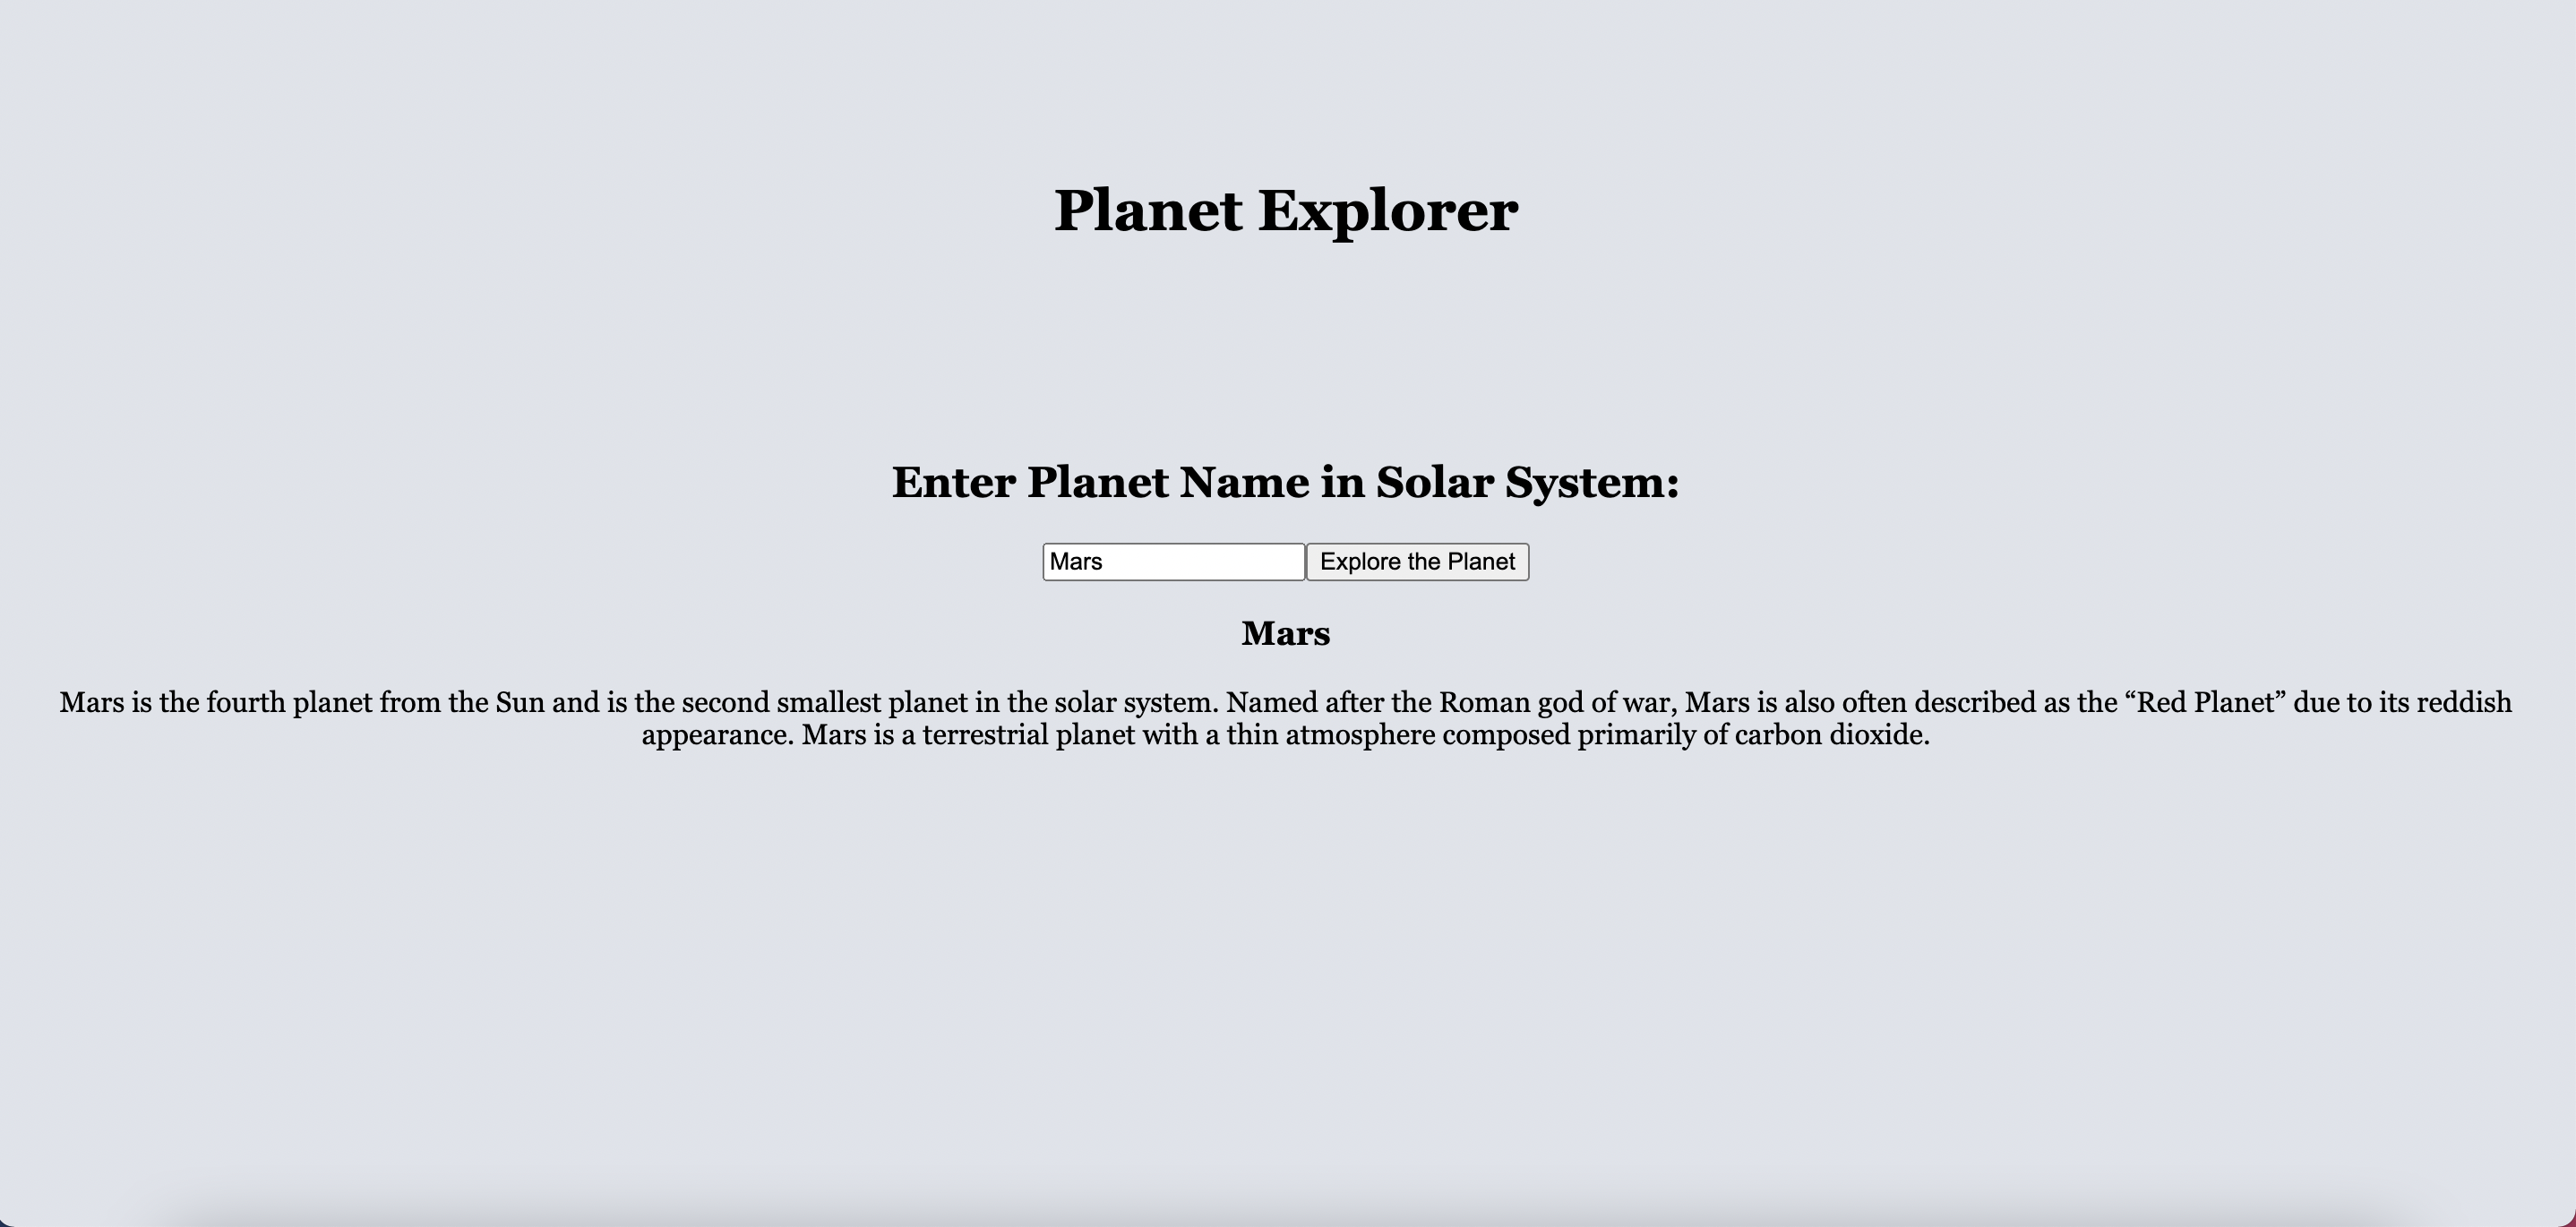 Planet Explorer
Enter Planet Name in Solar System:
Mars Explore the Planet
Mars
Mars is the fourth planet from the Sun and is the second smallest planet in the solar system. Named after the Roman god of war, Mars is also often described as the “Red Planet” due to its reddish
appearance. Mars is a terrestrial planet with a thin atmosphere composed primarily of carbon dioxide.